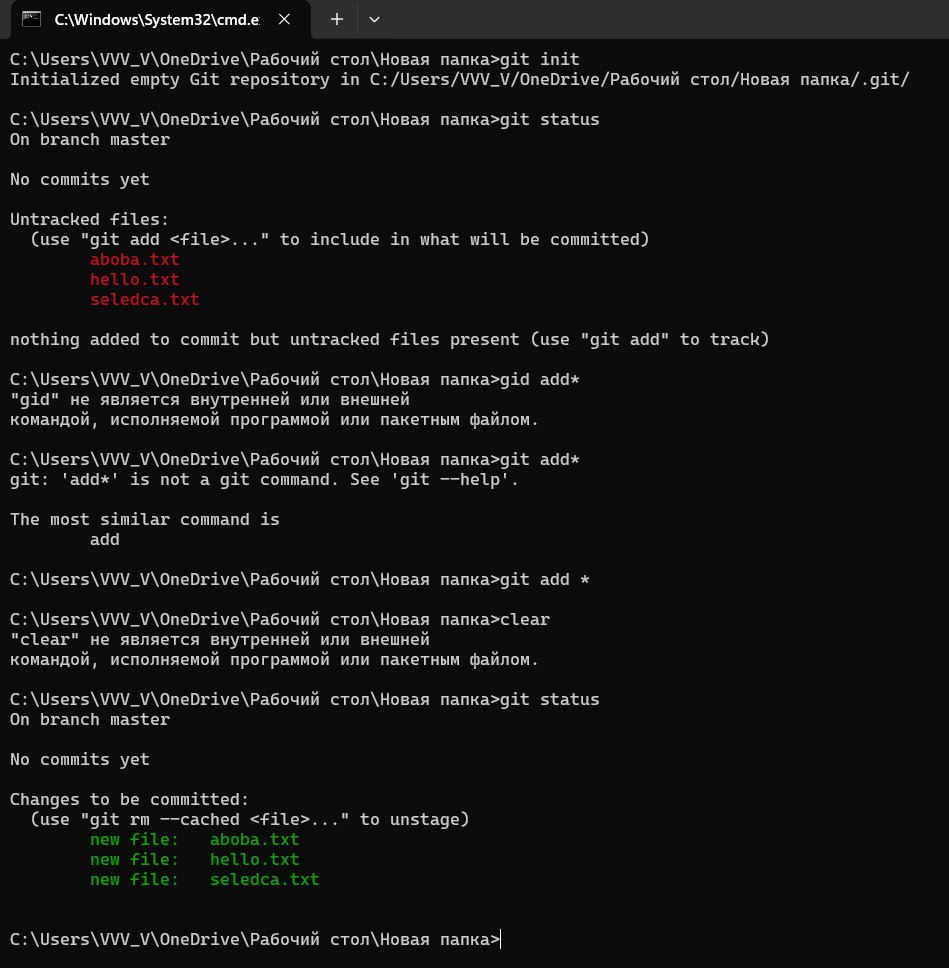 C:\Windows\System32\cmd.e
C:\Users\VVV_V\OneDrive\Рабочий стол\Новая папка>git init
Initialized empty Git repository in C:/Users/VVV_V/OneDrive/Рабочий стол/Новая папка/.git/
C:\Users\VVV_V\OneDrive\Рабочий стол\Новая папка>git status
On branch master
No commits yet
Untracked files:
(use "git add <file>..." to include in what will be committed)
aboba.txt
hello.txt
seledca.txt
nothing added to commit but untracked files present (use "git add" to track)
C:\Users\VVV_V\OneDrive\Рабочий стол\Новая папка>gid add*
"gid" не является внутренней или внешней
командой, исполняемой программой или пакетным файлом.
C:\Users\VVV_V\OneDrive\Рабочий стол\Новая папка>git add*
git: 'add*' is not a git command. See 'git --help'.
The most similar command is
add
C:\Users\VVV_V\OneDrive\Рабочий стол\Новая папка>git add *
C:\Users\VVV_V\OneDrive\Рабочий стол\Новая папка>clear
"clear" не является внутренней или внешней
командой, исполняемой программой или пакетным файлом.
C:\Users\VVV_V\OneDrive\Рабочий стол\Новая папка>git status
On branch master
No commits yet
Changes to be committed:
(use "git rm --cached <file>..." to unstage)
new file:   aboba.txt
new file:   hello.txt
new file:   seledca.txt
C:\Users\VVV_V\OneDrive\Рабочий стол\Новая папка>